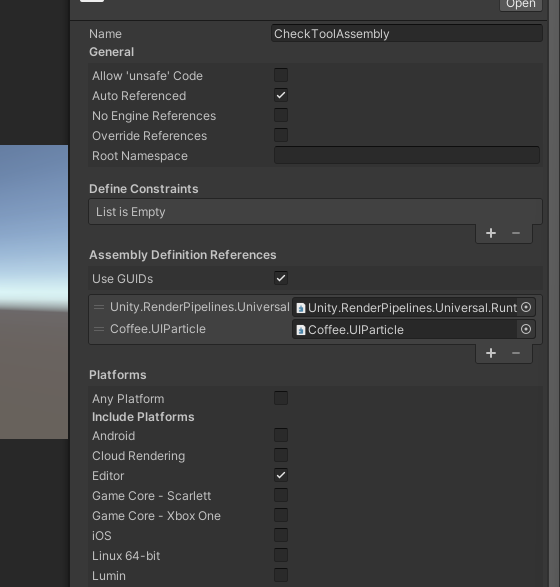 Open
Name CheckToolAssembly
General
Allow 'unsafe' Code
Auto Referenced
No Engine References
Override References
Root Namespace
Define Constraints
List is Empty
Assembly Definition References
Use GUIDs
Unity.RenderPipelines.Universal Unity.RenderPipelines.Universal.Runt
Coffee.UIParticle Coffee.UIParticle
Platforms
Any Platform
Include Platforms
Android
Cloud Rendering
Editor
Game Core - Scarlett
Game Core - Xbox One
iOS
Linux 64-bit
Lumin